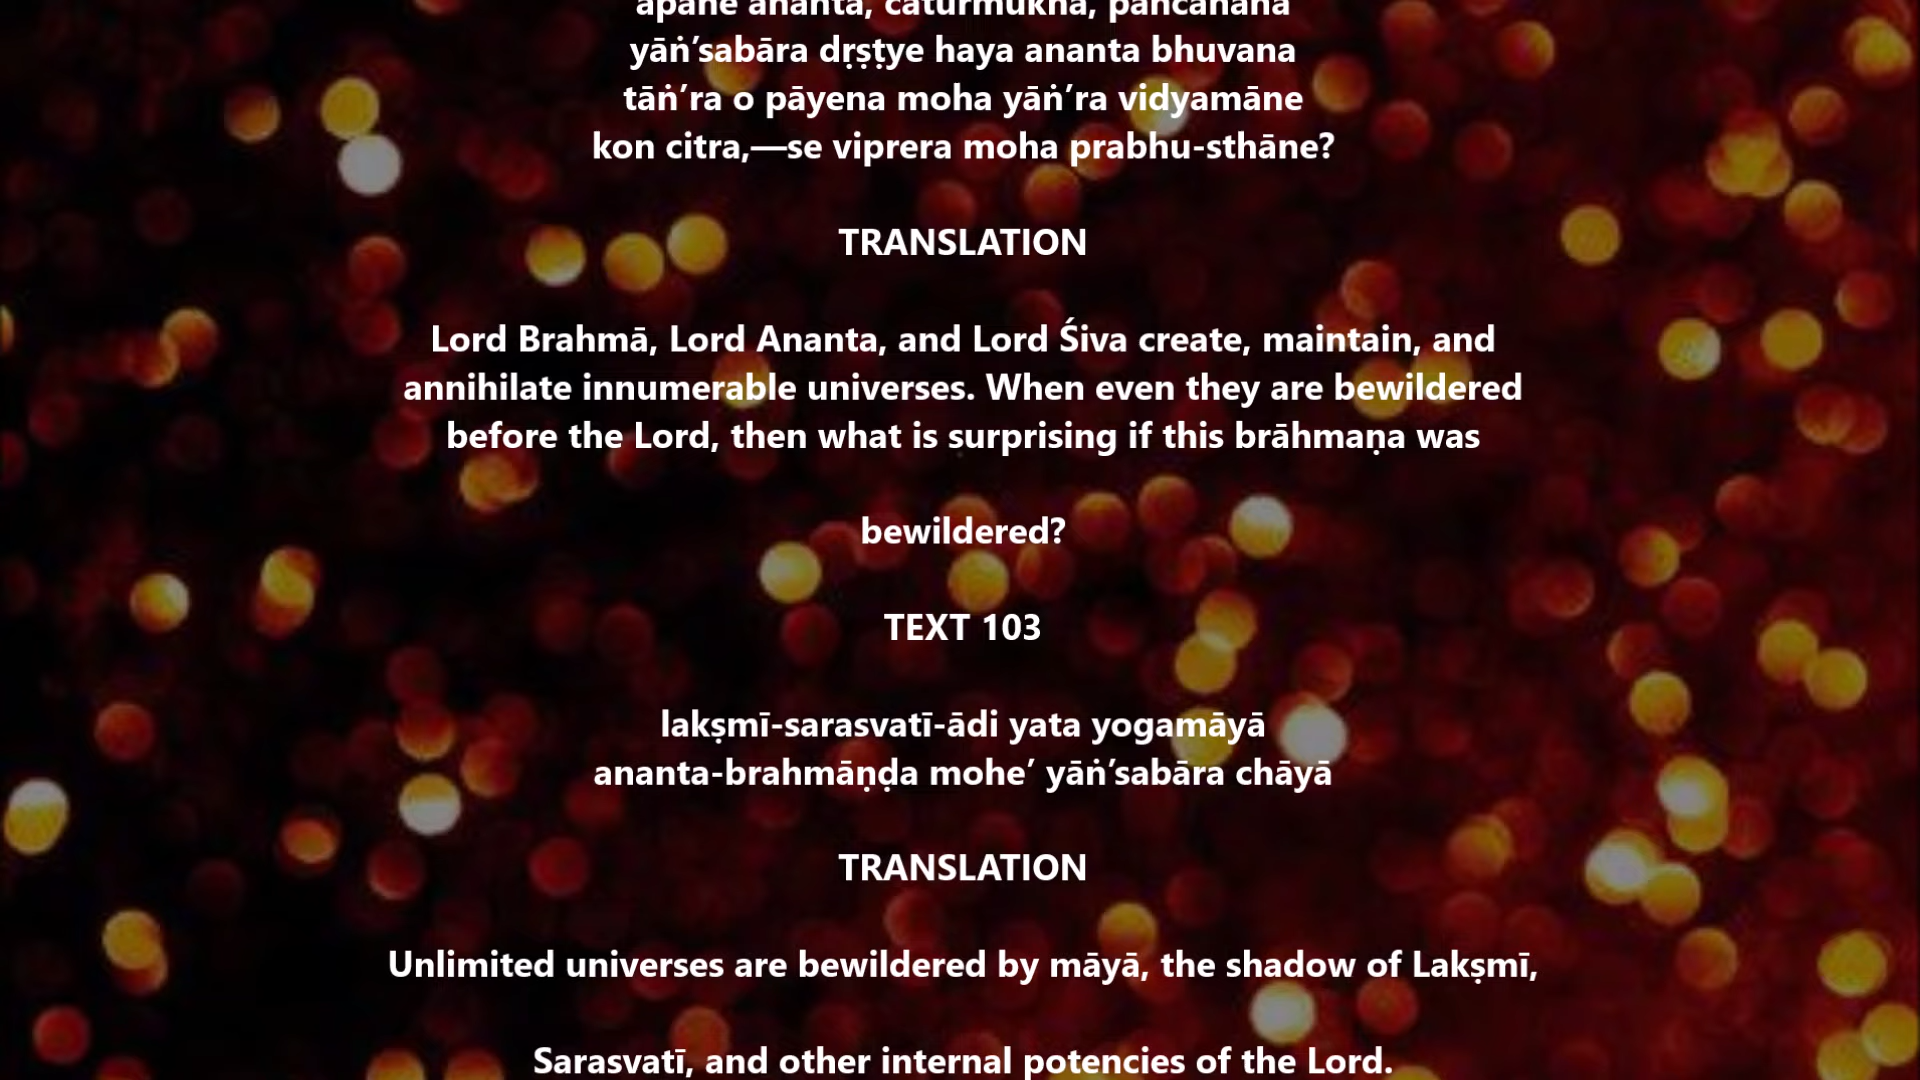 āpane ananta, caturmukha, pañcānana
yāṅ’sabāra dṛṣṭye haya ananta bhuvana
tāṅ’ra o pāyena moha yāṅ’ra vidyamāne
kon citra,—se viprera moha prabhu-sthāne?
TRANSLATION
Lord Brahmā, Lord Ananta, and Lord Śiva create, maintain, and
annihilate innumerable universes. When even they are bewildered
before the Lord, then what is surprising if this brāhmaṇa was
bewildered?
TEXT 103
lakṣmī-sarasvatī-ādi yata yogamāyā
ananta-brahmāṇḍa mohe’ yāṅ’sabāra chāyā
TRANSLATION
Unlimited universes are bewildered by māyā, the shadow of Lakṣmī,
Sarasvatī, and other internal potencies of the Lord.